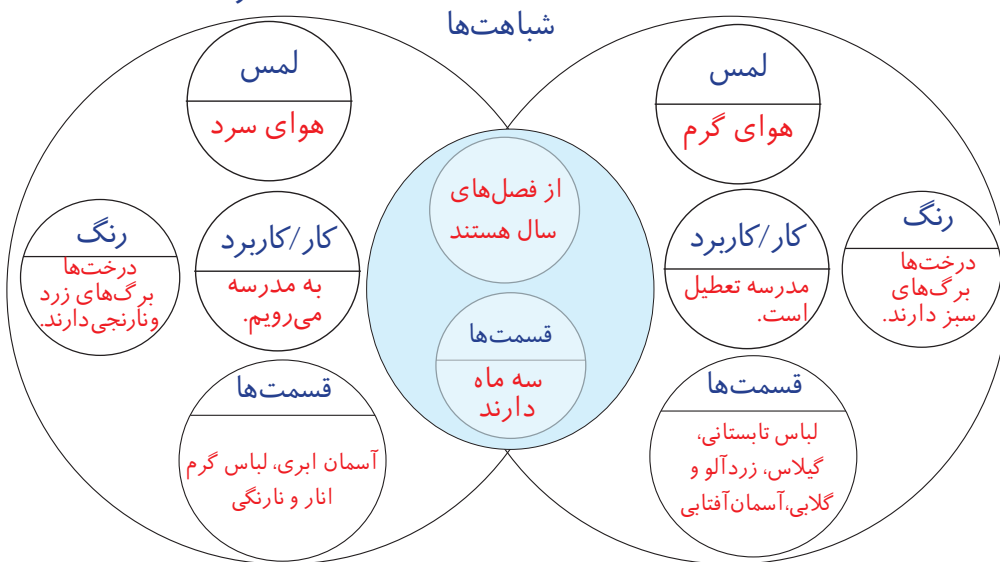 شباهت‌ها
لمس
هوای گرم
رنگ
درخت‌ها
برگ‌های
سبز دارند.
کار/کاربرد
مدرسه تعطیل
است.
قسمت‌ها
لباس تابستانی،
گیلاس، زردآلو و
گلابی،آسمان‌آفتابی
از فصل‌های
سال هستند
قسمت‌ها
سه ماه
دارند
لمس
هوای سرد
کار/کاربرد
به مدرسه
می‌رویم.
رنگ
درخت‌ها
برگ‌های زرد
ونارنجی‌دارند.
قسمت‌ها
آسمان ابری، لباس گرم
انار و نارنگی